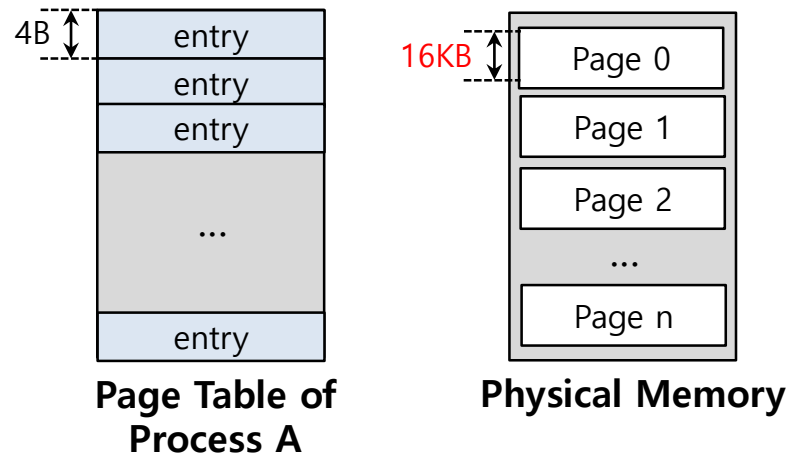 4B
entry
entry
entry
...
entry
Page Table of
Process A
16KB
Page 0
Page 1
Page 2
...
Page n
Physical Memory